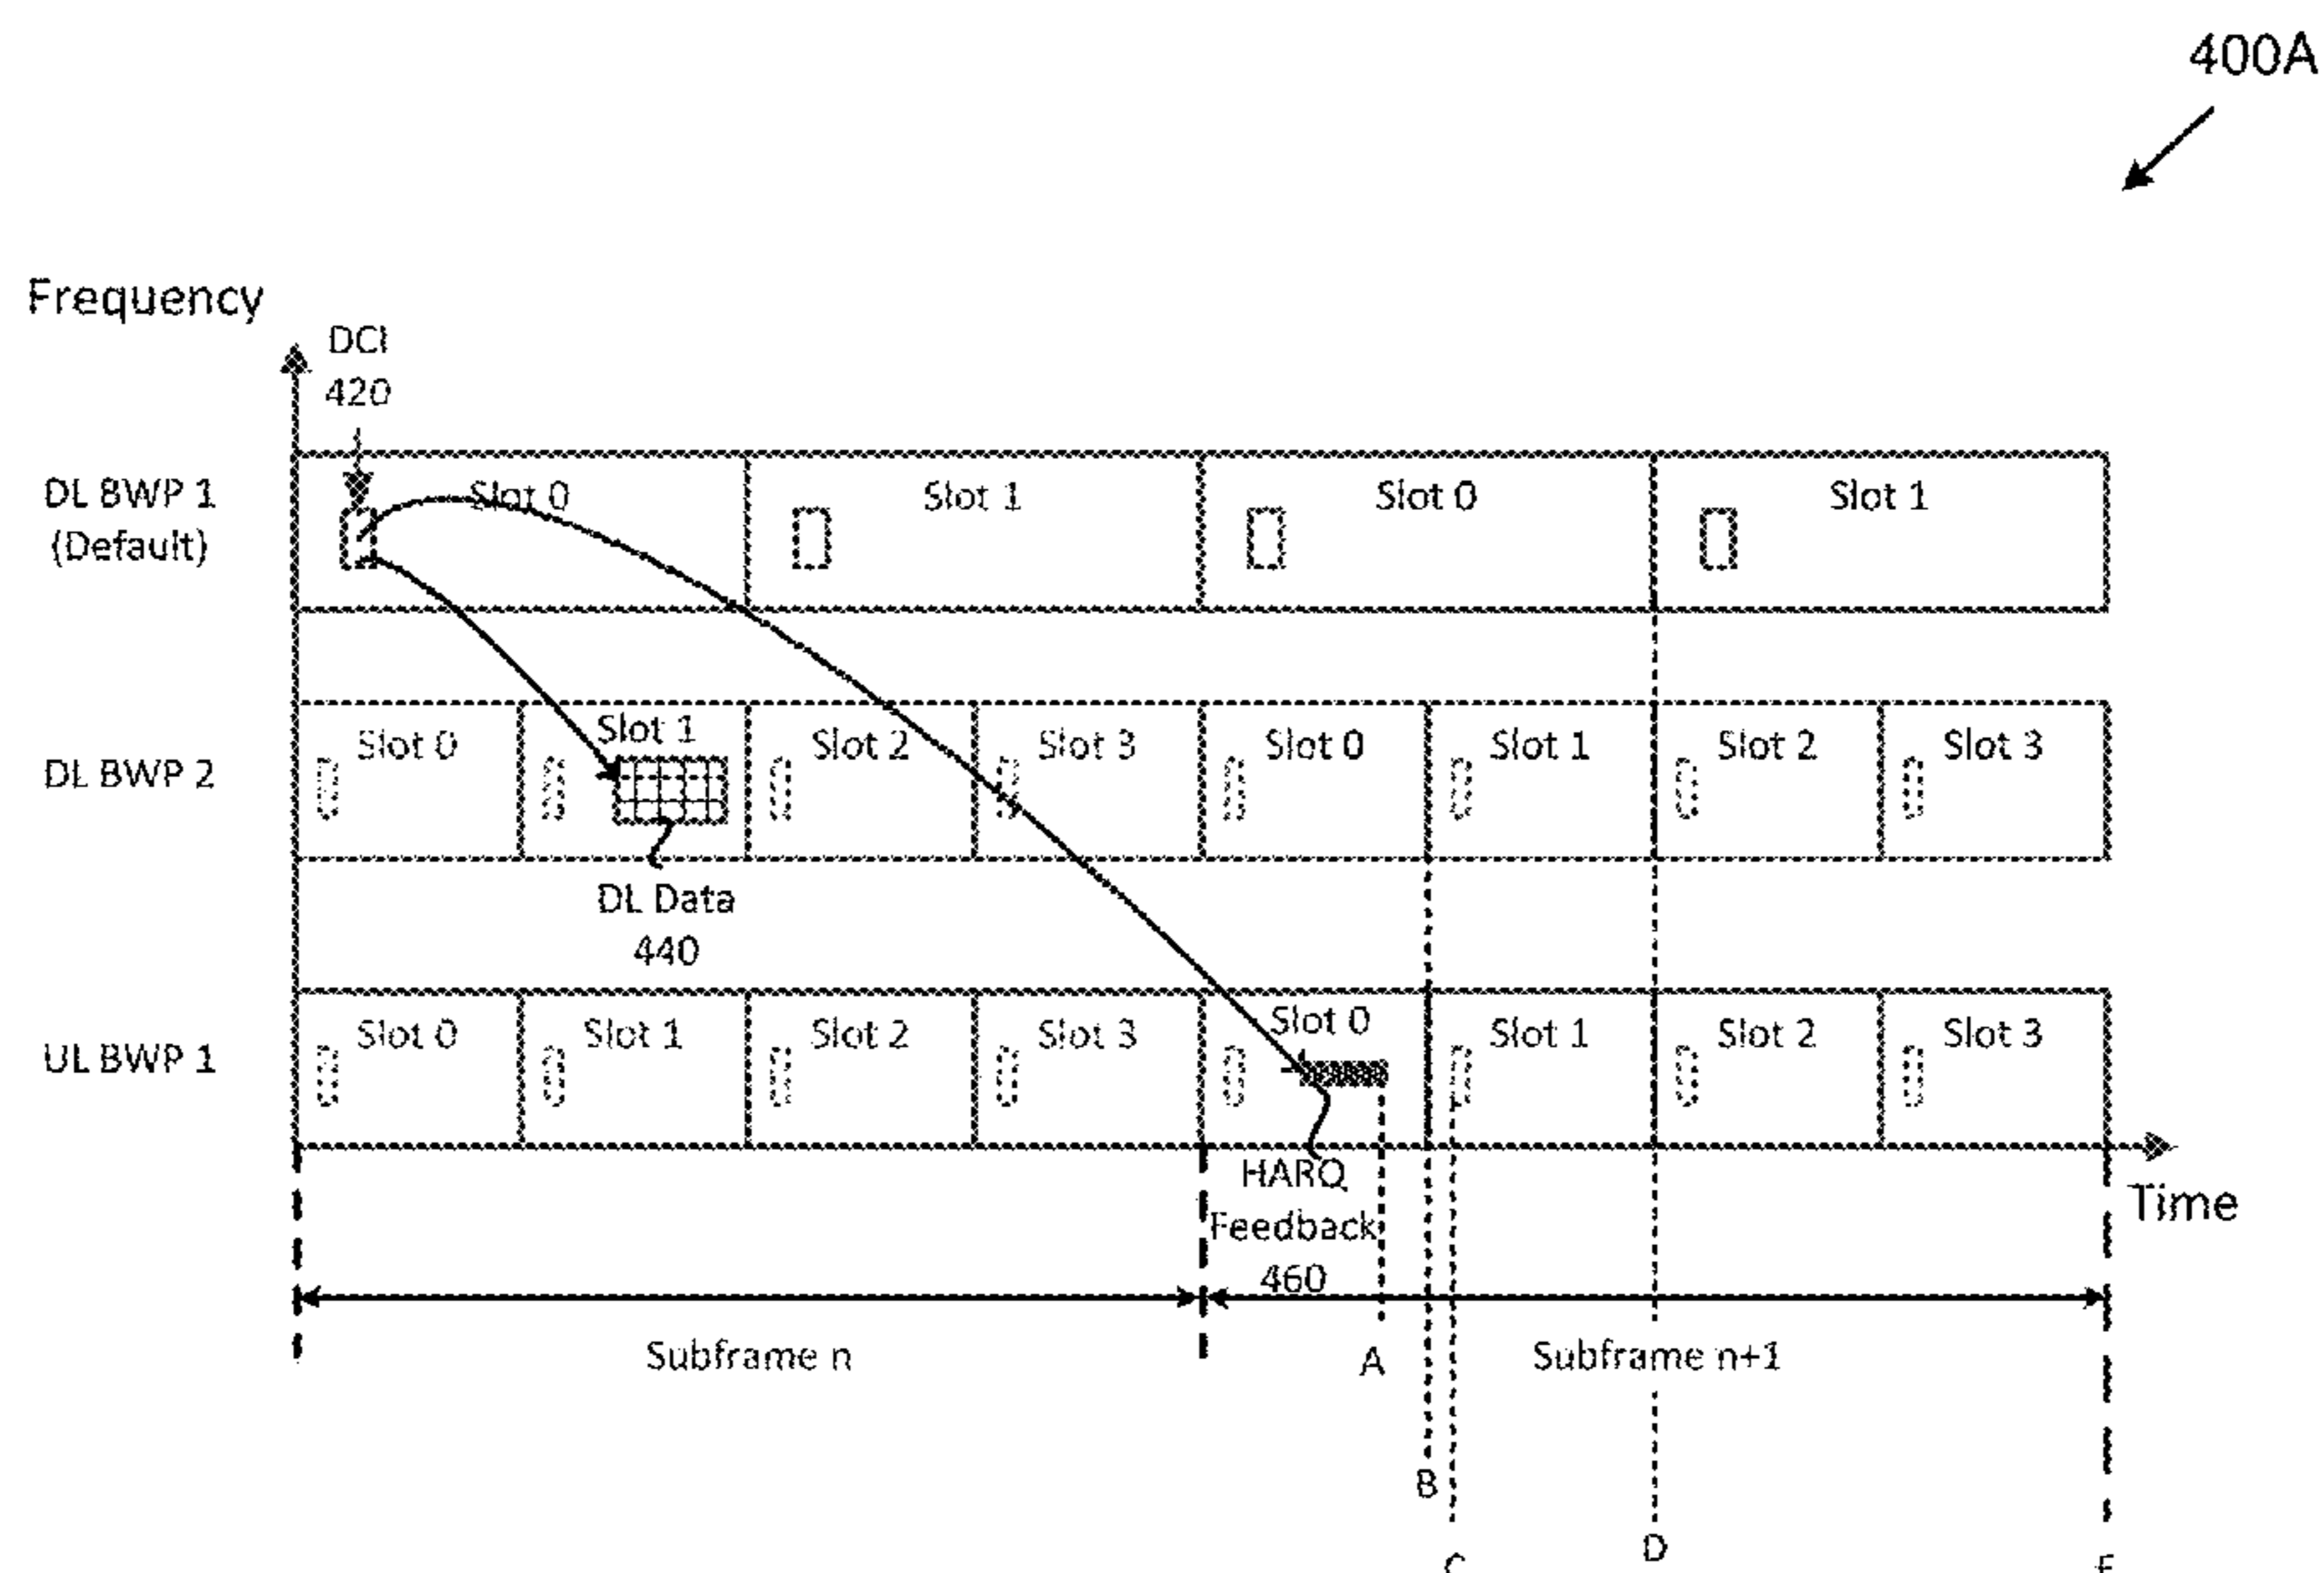 400A
Frequency
DCI
420
DL BWP 1
(Default)
Slot 0
Slot 1
Slot 0
Slot 1
DL BWP 2
Slot 0
Slot 1
Slot 2
Slot 3
Slot 0
Slot 1
Slot 2
Slot 3
DL Data
440
UL BWP 1
Slot 0
Slot 1
Slot 2
Slot 3
Slot 0
Slot 1
Slot 2
Slot 3
HARQ
Feedback
460
Time
Subframe n
A
Subframe n+1
B
C
D